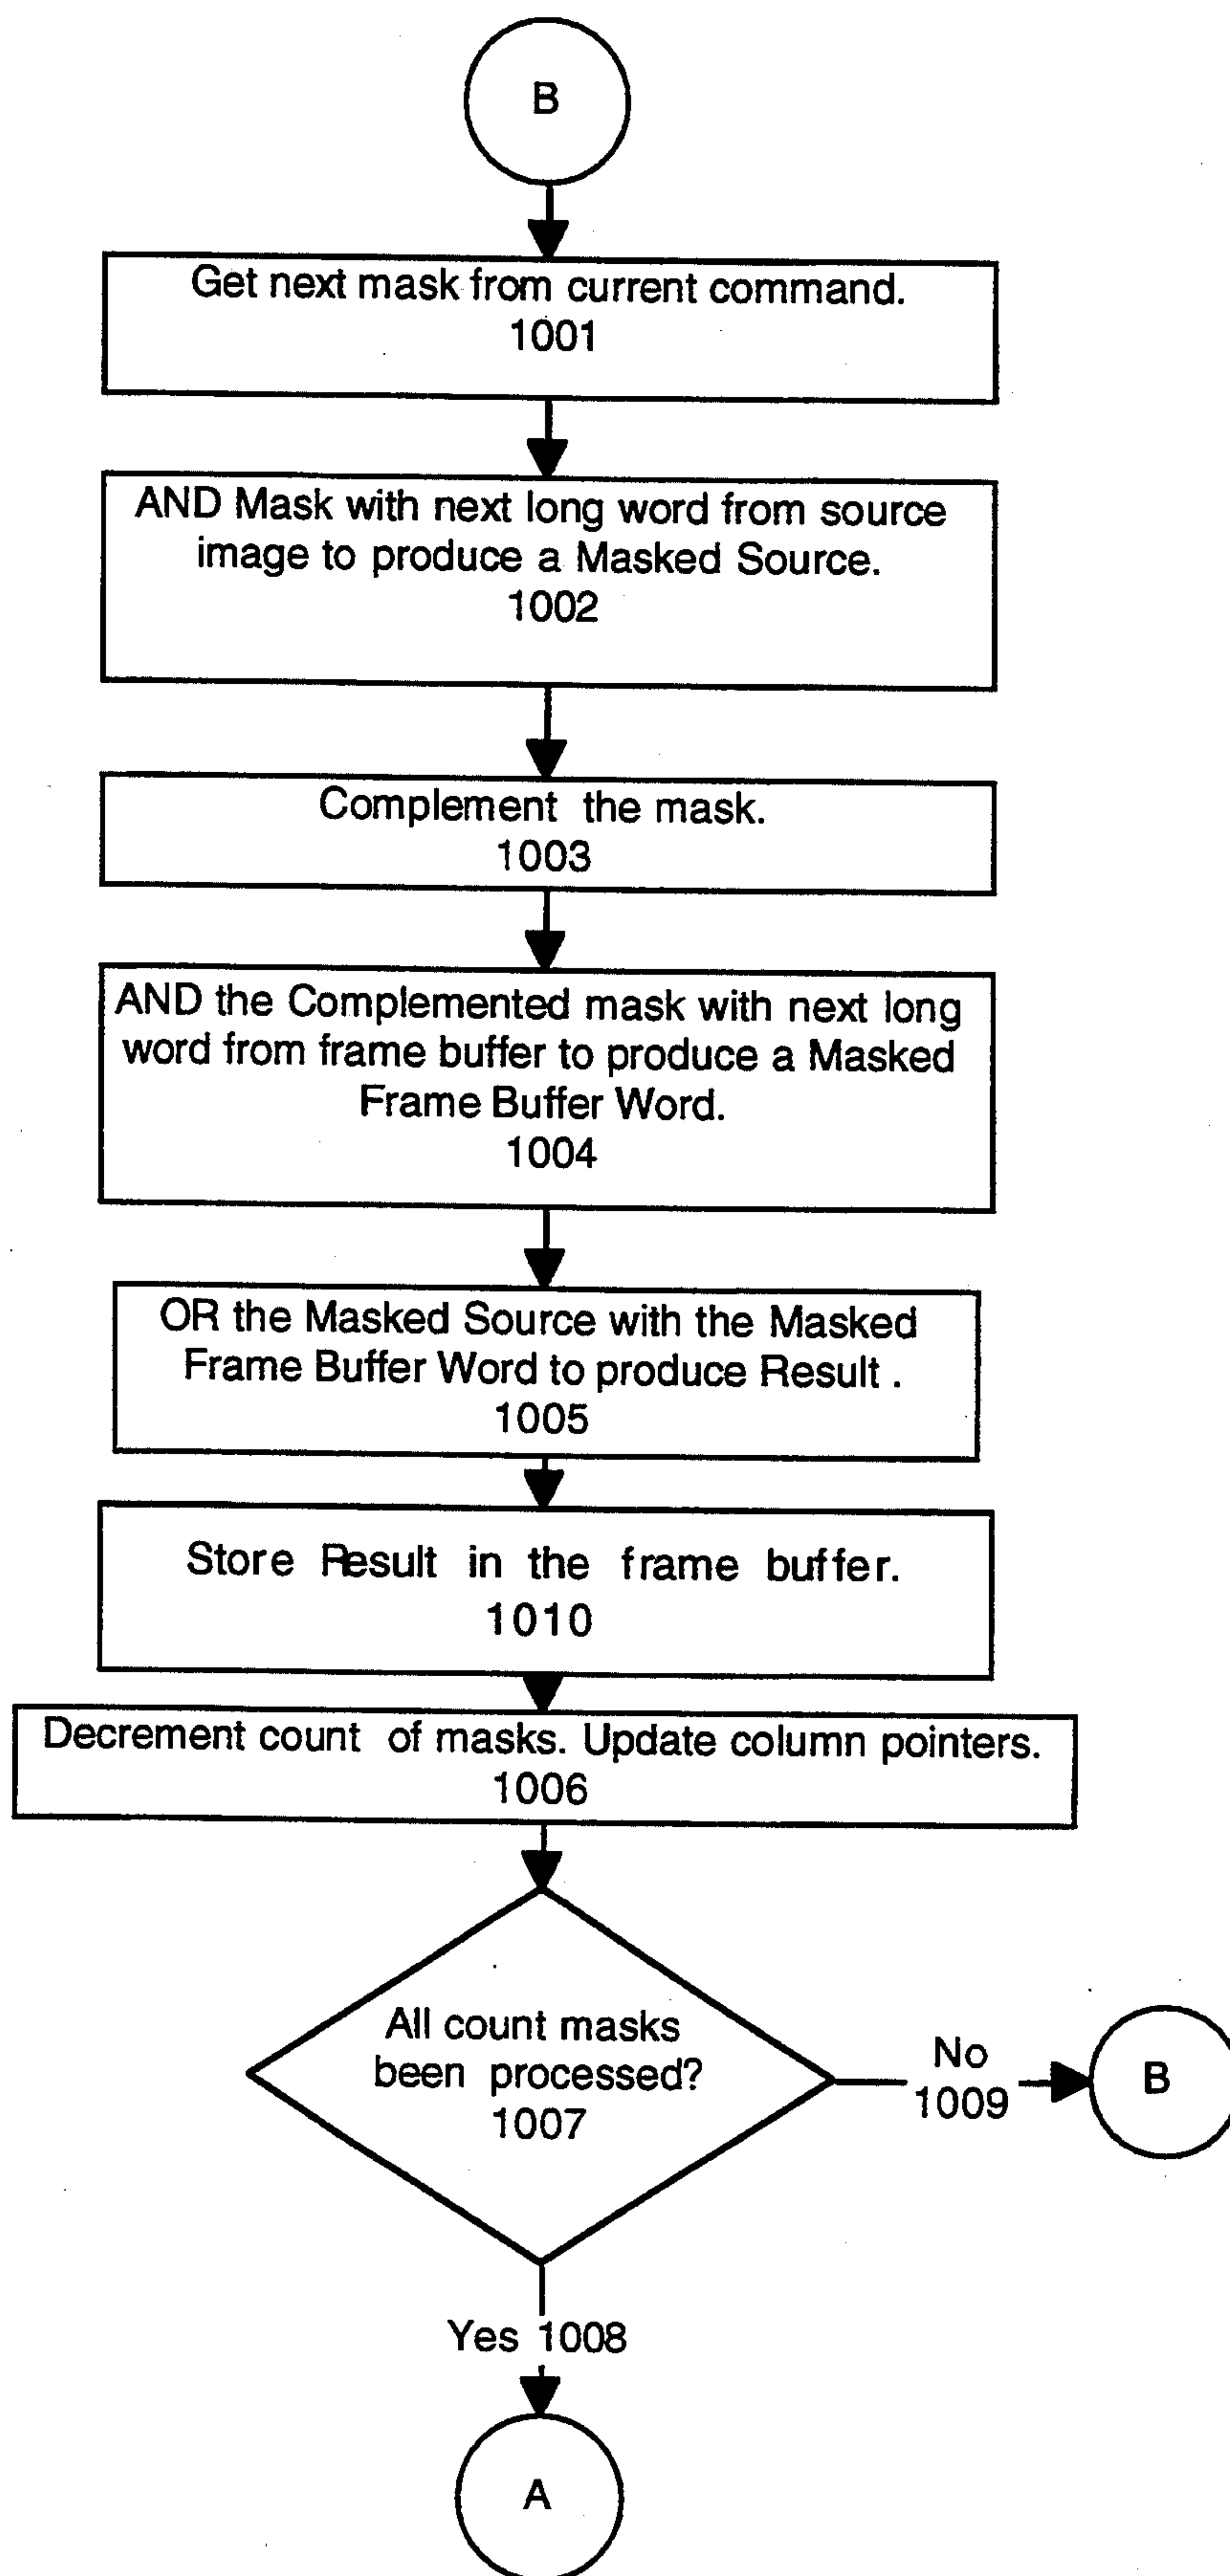 B
Get next mask from current command.
1001
AND Mask with next long word from source
image to produce a Masked Source.
1002
Complement the mask.
1003
AND the Complemented mask with next long
word from frame buffer to produce a Masked
Frame Buffer Word.
1004
OR the Masked Source with the Masked
Frame Buffer Word to produce Result .
1005
Store Result in the frame buffer.
1010
Decrement count of masks. Update column pointers.
1006
All count masks
been processed?
1007
No
1009
B
Yes 1008
A